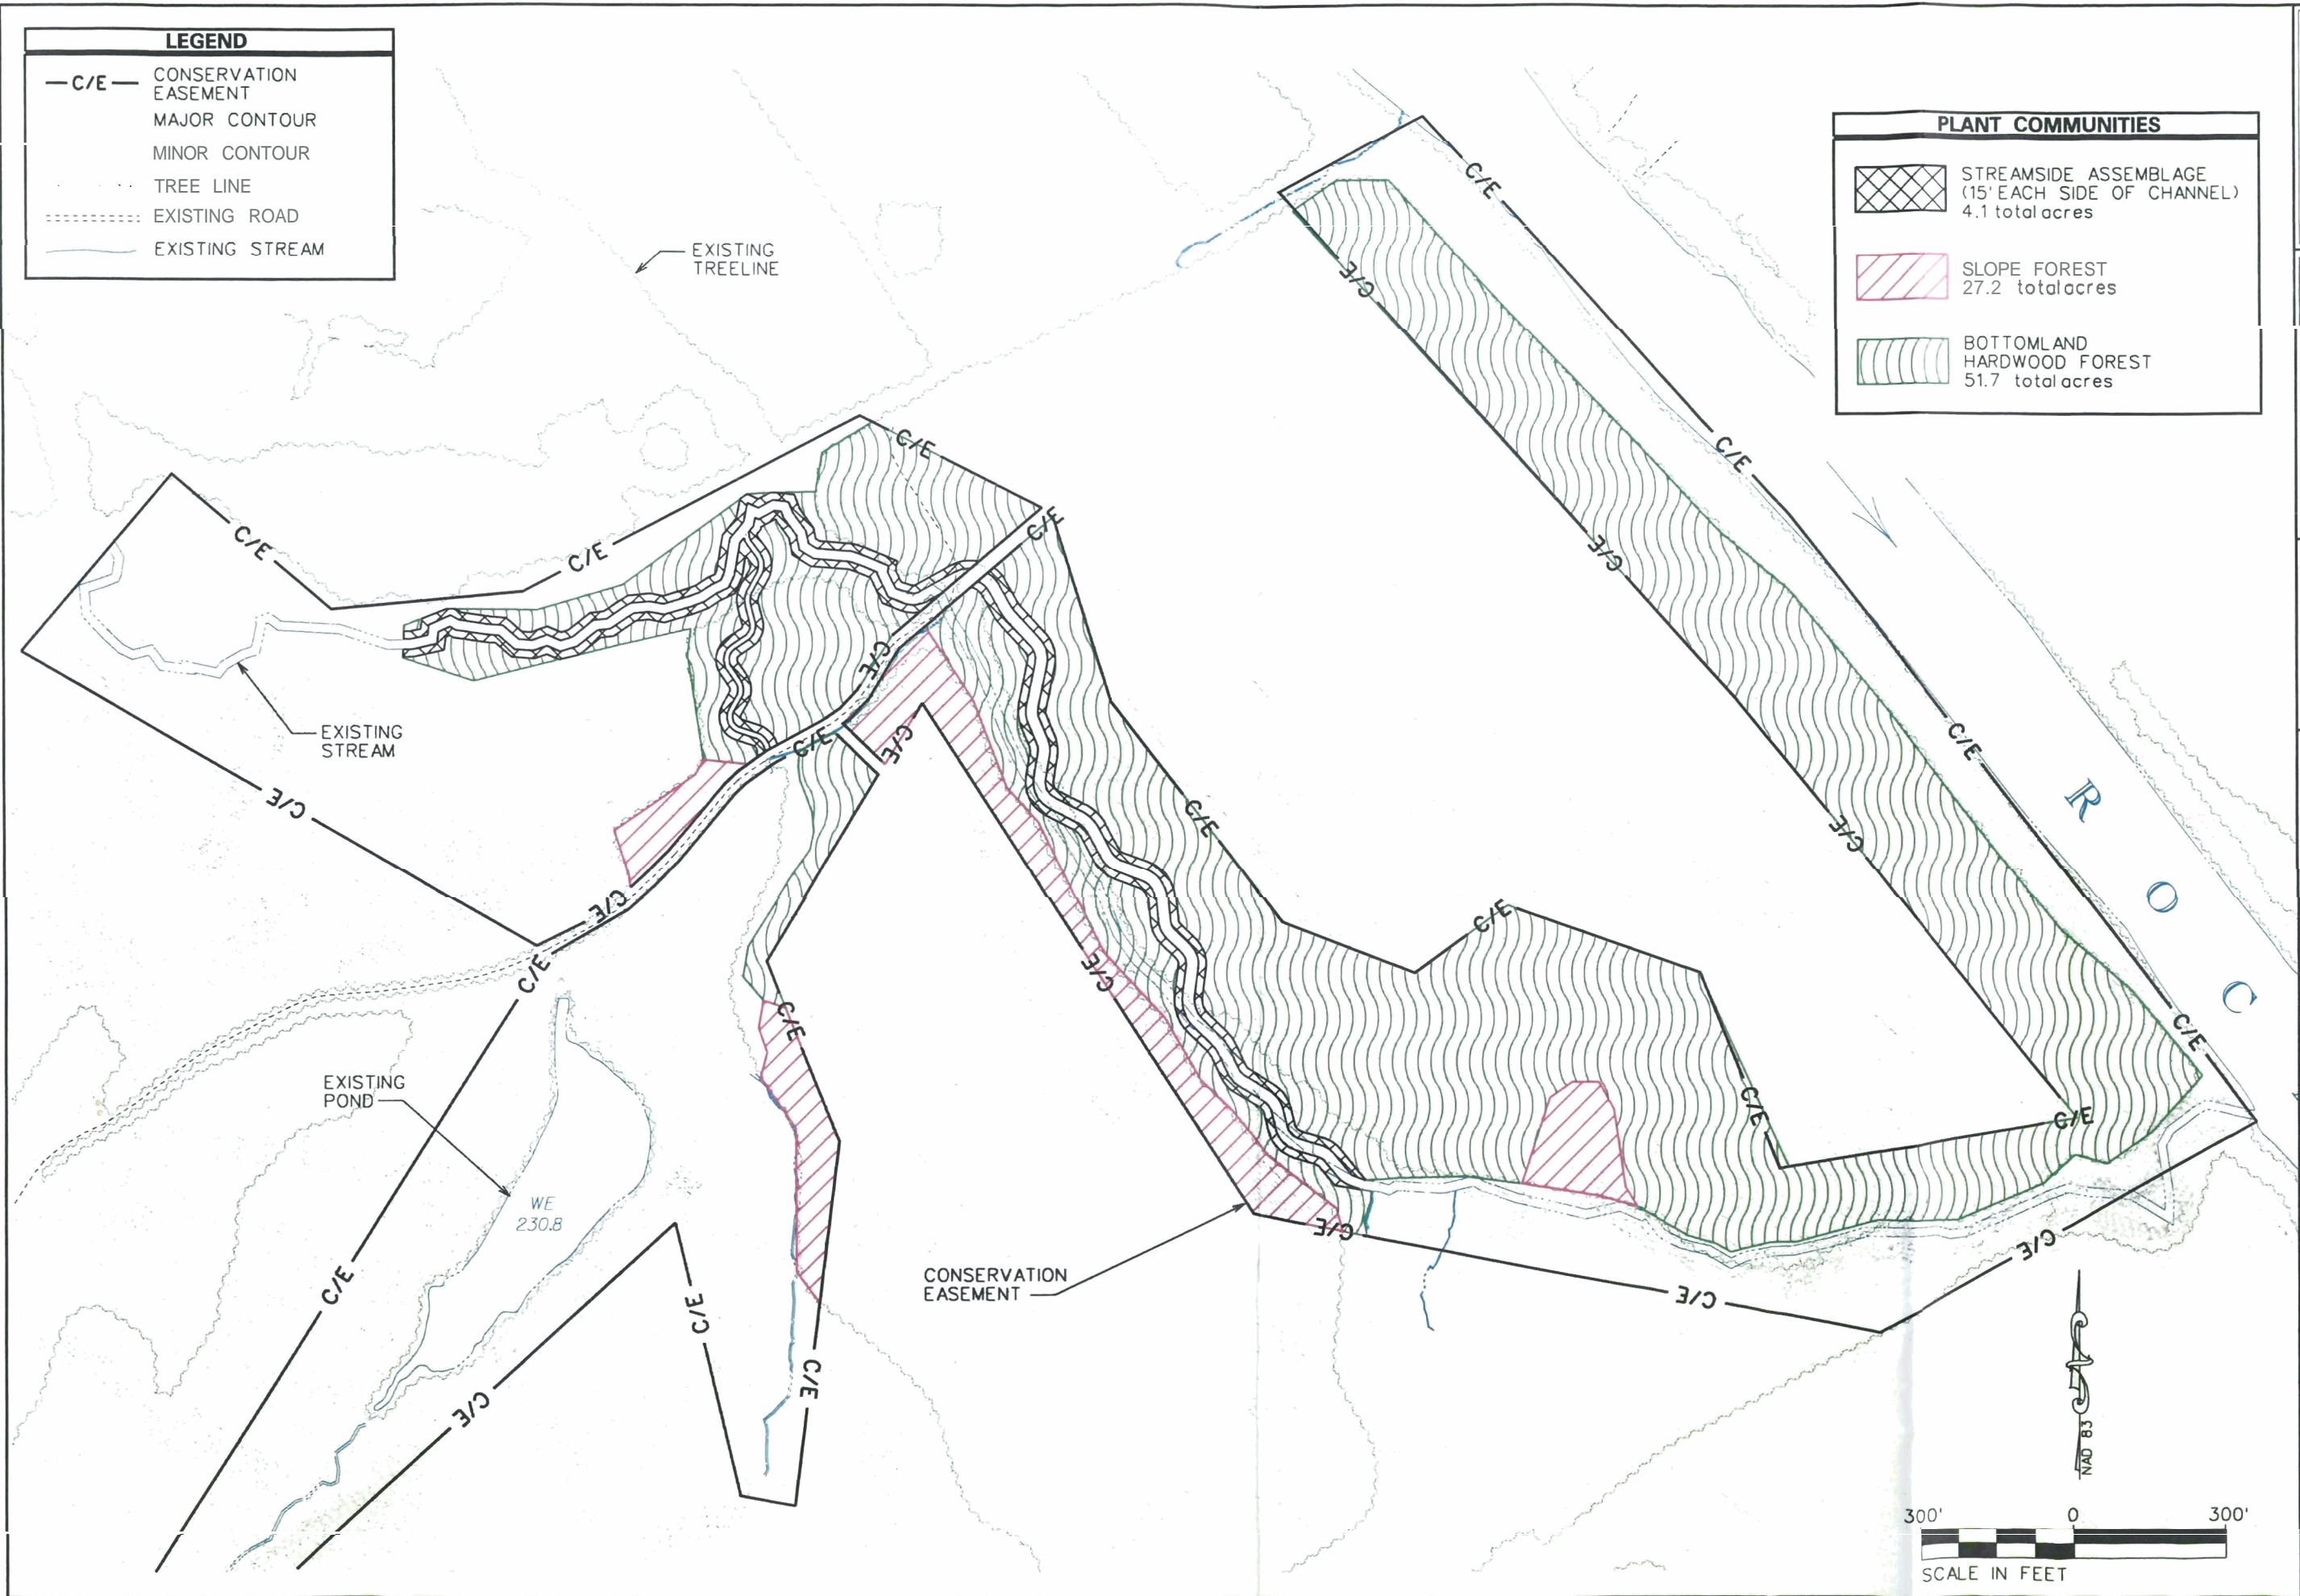 LEGEND
—C/E— CONSERVATION
EASEMENT
MAJOR CONTOUR
MINOR CONTOUR
TREE LINE
EXISTING ROAD
EXISTING STREAM
PLANT COMMUNITIES
STREAMSIDE ASSEMBLAGE
(15' EACH SIDE OF CHANNEL)
4.1 total acres
SLOPE FOREST
27.2 total acres
BOTTOMLAND
HARDWOOD FOREST
51.7 total acres
EXISTING
TREELINE
C/E
C/E
C/E
C/E
C/E
C/E
C/E
C/E
EXISTING
STREAM
C/E
C/E
C/E
C/E
C/E
R
O
C
C/E
C/E
C/E
C/E
C/E
C/E
C/E
C/E
C/E
C/E
EXISTING
POND
WE
230.8
C/E
C/E
CONSERVATION
EASEMENT
C/E
C/E
C/E
C/E
C/E
NAD 83
300' 0 300'
SCALE IN FEET